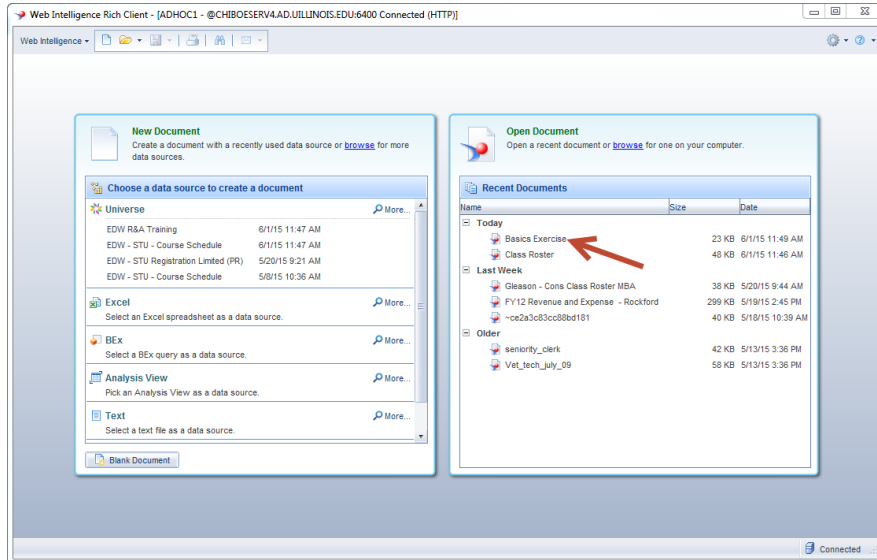 Web Intelligence Rich Client - [ADHOC1 - @CHIBOESERV4.AD.UILLINOIS.EDU:6400 Connected (HTTP)]
Web Intelligence
New Document
Create a document with a recently used data source or browse for more
data sources.
Choose a data source to create a document
Universe More...
EDW R&A Training 6/1/15 11:47 AM
EDW - STU - Course Schedule 6/1/15 11:47 AM
EDW - STU Registration Limited (PR) 5/20/15 9:21 AM
EDW - STU - Course Schedule 5/8/15 10:36 AM
Excel More...
Select an Excel spreadsheet as a data source.
BEx More...
Select a BEx query as a data source.
Analysis View More...
Pick an Analysis View as a data source.
Text More...
Select a text file as a data source.
Blank Document
Open Document
Open a recent document or browse for one on your computer.
Recent Documents
Name Size Date
Today
Basics Exercise 23 KB 6/1/15 11:49 AM
Class Roster 48 KB 6/1/15 11:46 AM
Last Week
Gleason - Cons Class Roster MBA 38 KB 5/20/15 9:44 AM
FY12 Revenue and Expense - Rockford 299 KB 5/19/15 2:45 PM
~ce2a3c83cc88bd181 40 KB 5/18/15 10:39 AM
Older
seniority_clerk 42 KB 5/13/15 3:36 PM
Vet_tech_july_09 58 KB 5/13/15 3:36 PM
Connected